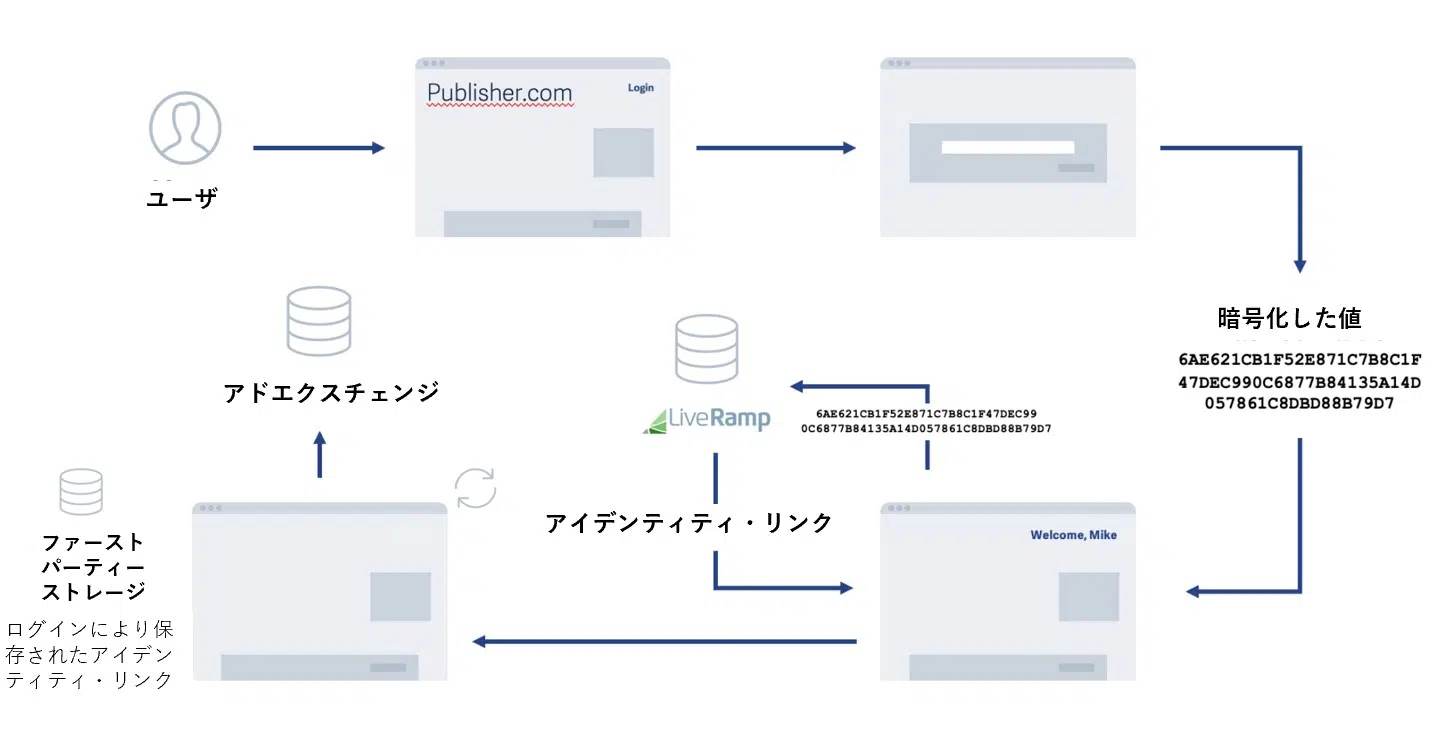 Publisher.com
Login
ユーザ
暗号化した値
6AE621CB1F52E871C7B8C1F
47DEC990C6877B84135A14D
057861C8DBD88B79D7
アドエクスチェンジ
LiveRamp
6AE621CB1F52E871C7B8C1F47DEC99
0C6877B84135A14D057861C8DBD88B79D7
アイデンティティ・リンク
Welcome, Mike
ファースト
パーティー
ストレージ
ログインにより保
存されたアイデン
ティティ・リンク